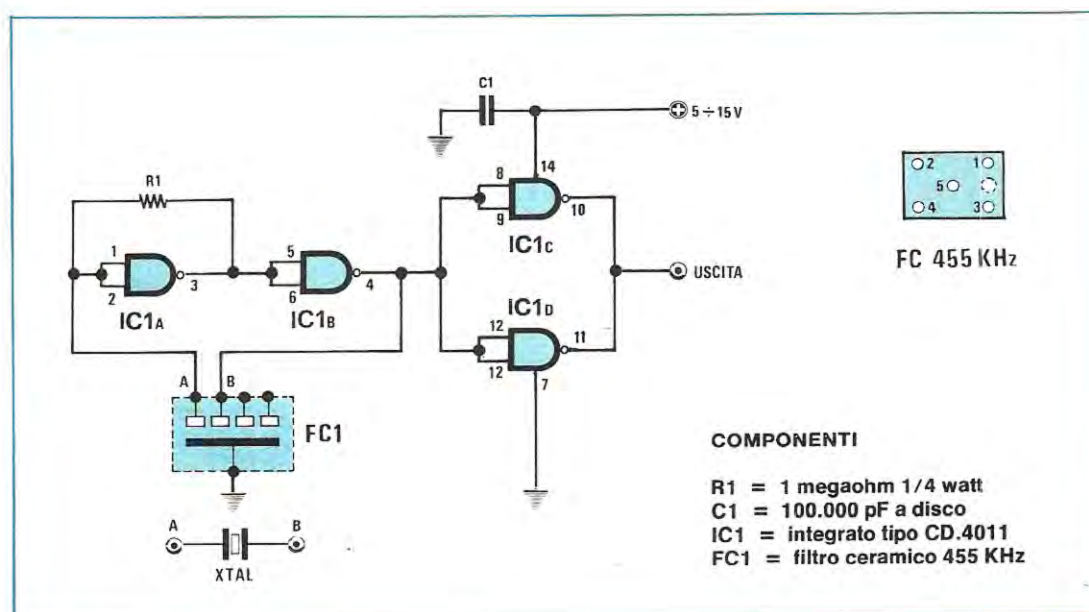 C1
5 ÷ 15 V
14
8
9
10
IC1C
R1
1
2
3
IC1A
5
6
4
IC1B
USCITA
IC1D
12
12
11
7
2
1
5
4
3
FC 455 KHz
A
B
FC1
A
B
XTAL
COMPONENTI
R1 = 1 megaohm 1/4 watt
C1 = 100.000 pF a disco
IC1 = integrato tipo CD.4011
FC1 = filtro ceramico 455 KHz